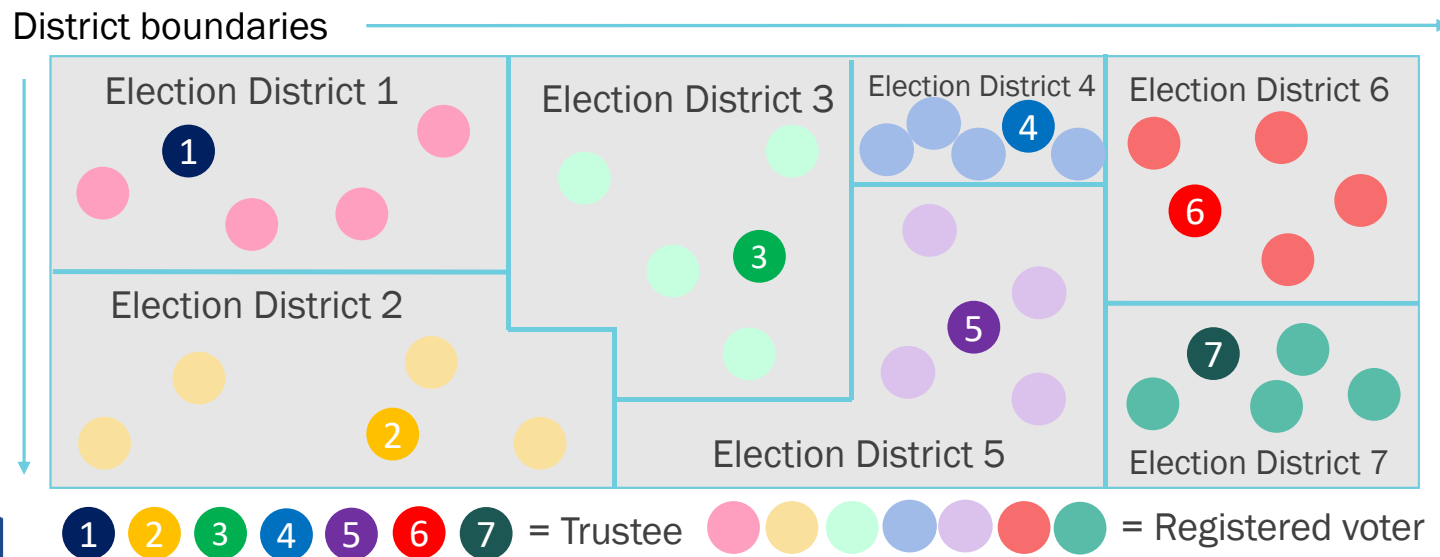 District boundaries
Election District 1
1
Election District 2
2
Election District 3
3
Election District 4
4
5
Election District 5
Election District 6
6
7
Election District 7
1 2 3 4 5 6 7 = Trustee = Registered voter